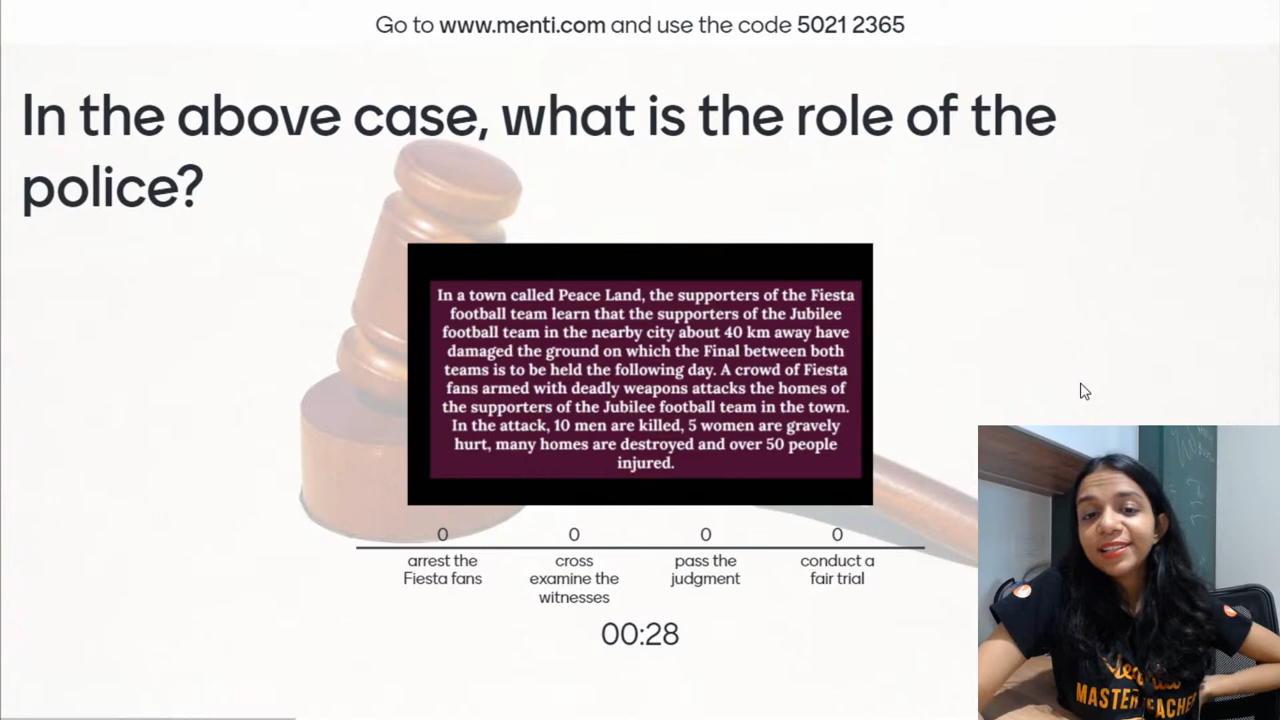 Go to www.menti.com and use the code 5021 2365
In the above case, what is the role of the
police?
In a town called Peace Land, the supporters of the Fiesta
football team learn that the supporters of the Jubilee
football team in the nearby city about 40 km away have
damaged the ground on which the Final between both
teams is to be held the following day. A crowd of Fiesta
fans armed with deadly weapons attacks the homes of
the supporters of the Jubilee football team in the town.
In the attack, 10 men are killed, 5 women are gravely
hurt, many homes are destroyed and over 50 people
injured.
0 0 0 0
arrest the cross pass the conduct a
Fiesta fans examine the judgment fair trial
witnesses
00:28
MASTER TEACHER